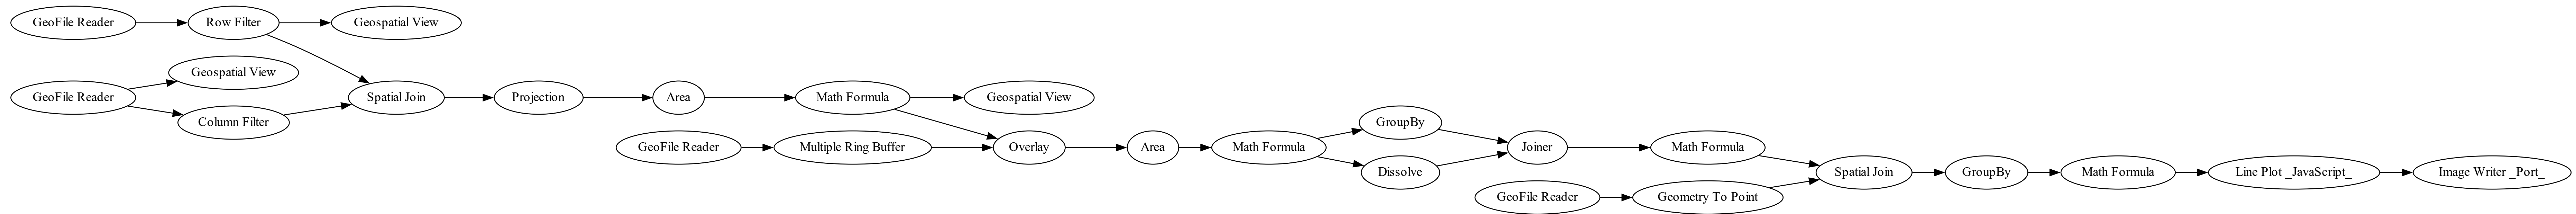 GeoFile Reader
Row Filter
Geospatial View
Geospatial View
GeoFile Reader
Column Filter
Spatial Join
Projection
Area
Math Formula
Geospatial View
GeoFile Reader
Multiple Ring Buffer
Overlay
Area
Math Formula
GroupBy
Dissolve
Joiner
Math Formula
GeoFile Reader
Geometry To Point
Spatial Join
GroupBy
Math Formula
Line Plot _JavaScript_
Image Writer _Port_